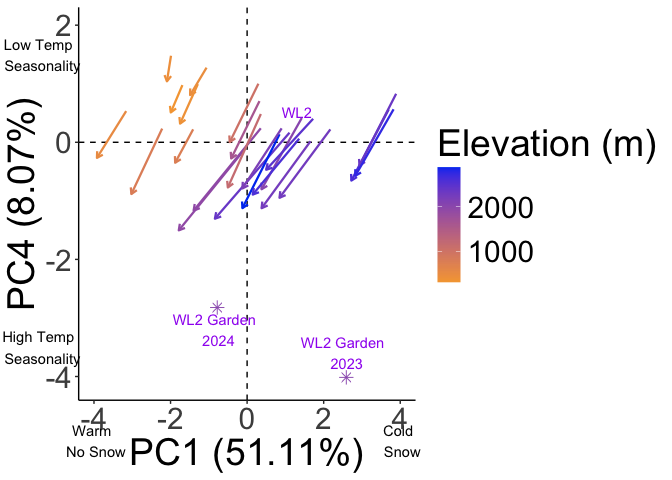 2
Low Temp
Seasonality
WL2
0
PC4 (8.07%)
-2
WL2 Garden
2024
High Temp
Seasonality
WL2 Garden
2023
-4
-4
-2
0
2
4
Warm
No Snow
PC1 (51.11%)
Cold
Snow
Elevation (m)
2000
1000